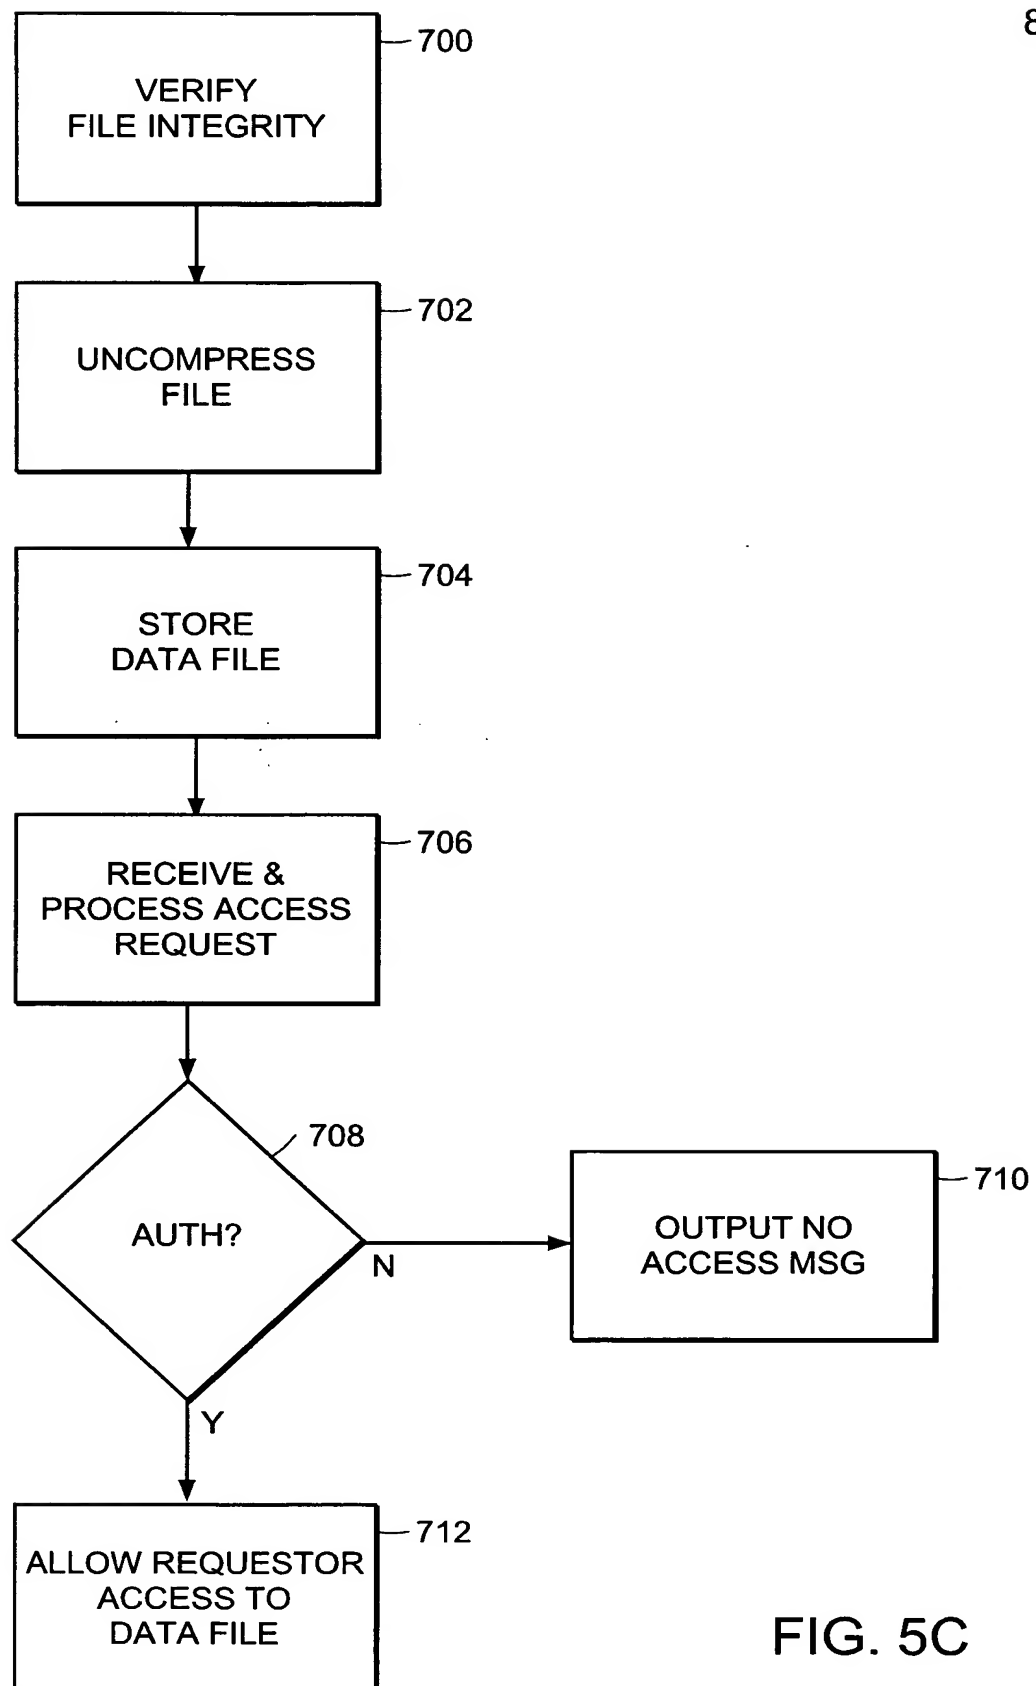 8
700
VERIFY
FILE INTEGRITY
702
UNCOMPRESS
FILE
704
STORE
DATA FILE
706
RECEIVE &
PROCESS ACCESS
REQUEST
708
AUTH?
N
710
OUTPUT NO
ACCESS MSG
Y
712
ALLOW REQUESTOR
ACCESS TO
DATA FILE
FIG. 5C